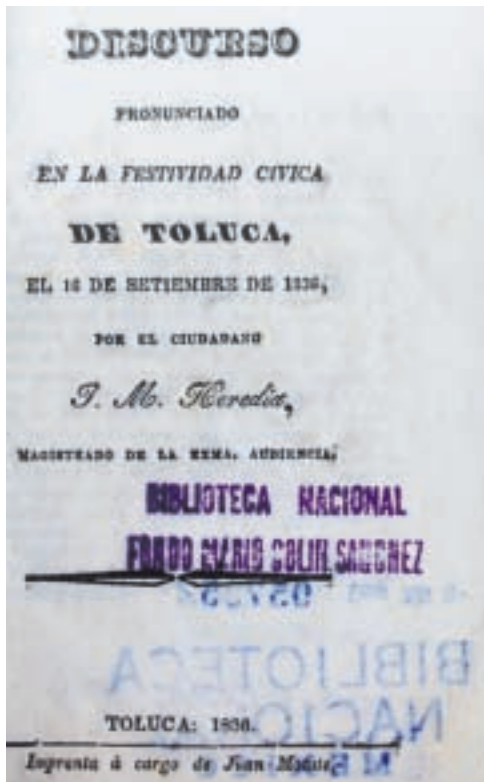 DISCURSO
PRONUNCIADO
EN LA FESTIVIDAD CIVICA
DE TOLUCA,
EL 16 DE SETIEMBRE DE 1836,
POR EL CIUDADANO
J. M. Heredia,
MAGISTRADO DE LA EXMA. AUDIENCIA,
BIBLIOTECA NACIONAL
FONDO MARIO COLIN SANCHEZ
BIBLIOTECA
NACIO
TOLUCA: 1836.
Imprenta á cargo de Juan